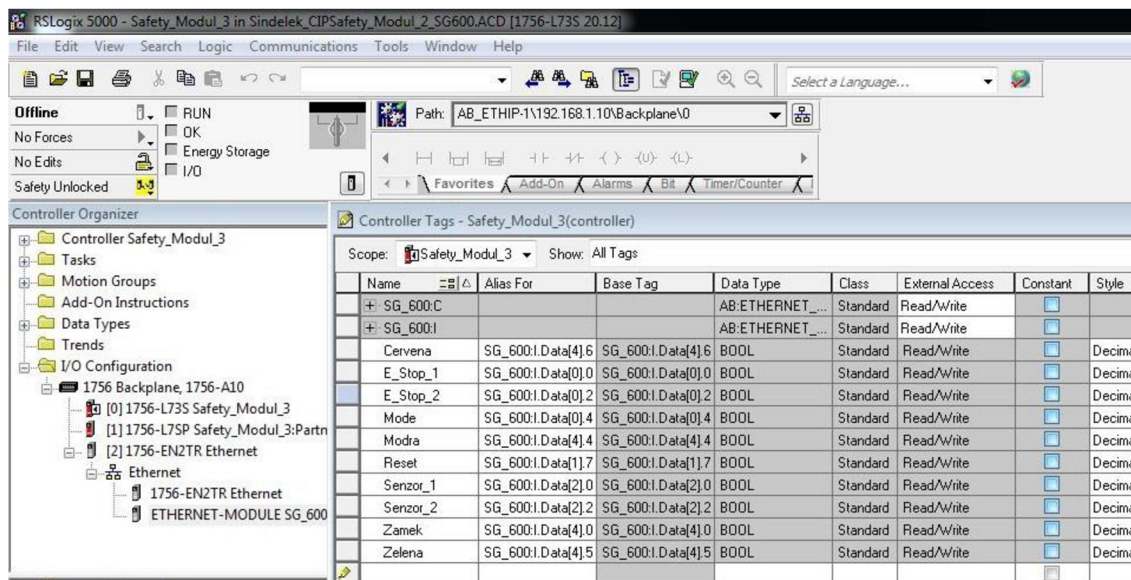 RSLogix 5000 - Safety_Modul_3 in Sindelek_CIPSafety_Modul_2_SG600.ACD [1756-L73S 20.12]
File Edit View Search Logic Communications Tools Window Help
Select a Language...
Offline RUN
No Forces OK
No Edits Energy Storage
Safety Unlocked I/O
Path: AB_ETHIP-1\192.168.1.10\Backplane\0
Favorites Add-On Alarms Bit Timer/Counter
Controller Organizer
Controller Safety_Modul_3
Tasks
Motion Groups
Add-On Instructions
Data Types
Trends
I/O Configuration
1756 Backplane, 1756-A10
[0] 1756-L73S Safety_Modul_3
[1] 1756-L7SP Safety_Modul_3:Partn
[2] 1756-EN2TR Ethernet
Ethernet
1756-EN2TR Ethernet
ETHERNET-MODULE SG_600
Controller Tags - Safety_Modul_3(controller)
Scope: Safety_Modul_3 Show: All Tags
Name Alias For Base Tag Data Type Class External Access Constant Style
SG_600:C AB:ETHERNET_... Standard Read/Write
SG_600:I AB:ETHERNET_... Standard Read/Write
Cervena SG_600:I.Data[4].6 SG_600:I.Data[4].6 BOOL Standard Read/Write Decima
E_Stop_1 SG_600:I.Data[0].0 SG_600:I.Data[0].0 BOOL Standard Read/Write Decima
E_Stop_2 SG_600:I.Data[0].2 SG_600:I.Data[0].2 BOOL Standard Read/Write Decima
Mode SG_600:I.Data[0].4 SG_600:I.Data[0].4 BOOL Standard Read/Write Decima
Modra SG_600:I.Data[4].4 SG_600:I.Data[4].4 BOOL Standard Read/Write Decima
Reset SG_600:I.Data[1].7 SG_600:I.Data[1].7 BOOL Standard Read/Write Decima
Senzor_1 SG_600:I.Data[2].0 SG_600:I.Data[2].0 BOOL Standard Read/Write Decima
Senzor_2 SG_600:I.Data[2].2 SG_600:I.Data[2].2 BOOL Standard Read/Write Decima
Zamek SG_600:I.Data[4].0 SG_600:I.Data[4].0 BOOL Standard Read/Write Decima
Zelena SG_600:I.Data[4].5 SG_600:I.Data[4].5 BOOL Standard Read/Write Decima